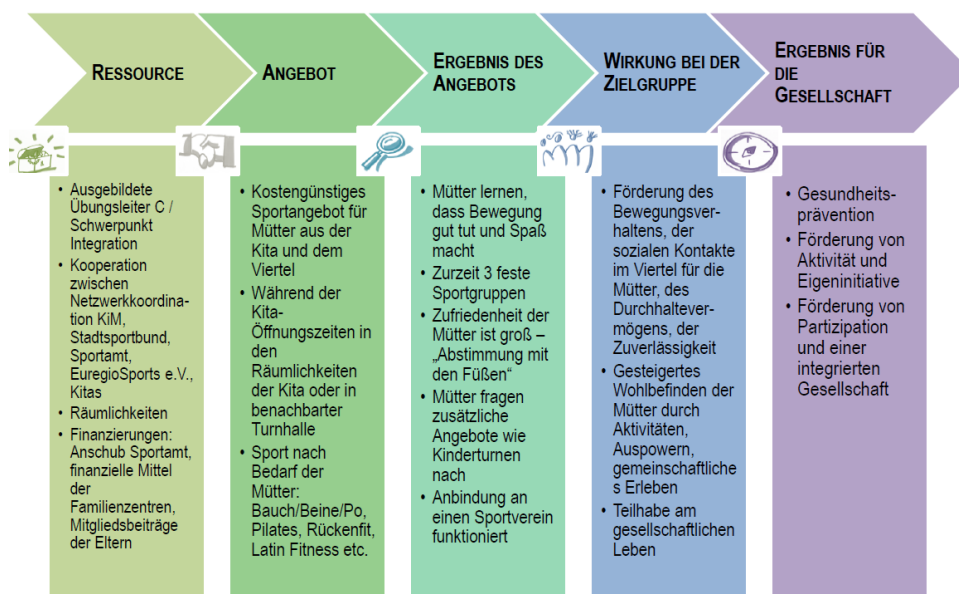 RESSOURCE
• Ausgebildete
Übungsleiter C /
Schwerpunkt
Integration
• Kooperation
zwischen
Netzwerkkoordina-
tion KiM,
Stadtsportbund,
Sportamt,
EuregioSports e.V.,
Kitas
• Räumlichkeiten
• Finanzierungen:
Anschub Sportamt,
finanzielle Mittel
der
Familienzentren,
Mitgliedsbeiträge
der Eltern
ANGEBOT
• Kostengünstiges
Sportangebot für
Mütter aus der
Kita und dem
Viertel
• Während der
Kita-
Öffnungszeiten in
den
Räumlichkeiten
der Kita oder in
benachbarter
Turnhalle
• Sport nach
Bedarf der
Mütter:
Bauch/Beine/Po,
Pilates, Rückenfit,
Latin Fitness etc.
ERGEBNIS DES
ANGEBOTS
• Mütter lernen,
dass Bewegung
gut tut und Spaß
macht
• Zurzeit 3 feste
Sportgruppen
• Zufriedenheit der
Mütter ist groß –
„Abstimmung mit
den Füßen“
• Mütter fragen
zusätzliche
Angebote wie
Kinderturnen
nach
• Anbindung an
einen Sportverein
funktioniert
WIRKUNG BEI DER
ZIELGRUPPE
• Förderung des
Bewegungsver-
haltens, der
sozialen Kontakte
im Viertel für die
Mütter, des
Durchhaltever-
mögens, der
Zuverlässigkeit
• Gesteigertes
Wohlbefinden der
Mütter durch
Aktivitäten,
Auspowern,
gemeinschaftliche
s Erleben
• Teilhabe am
gesellschaftlichen
Leben
ERGEBNIS FÜR
DIE
GESELLSCHAFT
• Gesundheits-
prävention
• Förderung von
Aktivität und
Eigeninitiative
• Förderung von
Partizipation
und einer
integrierten
Gesellschaft